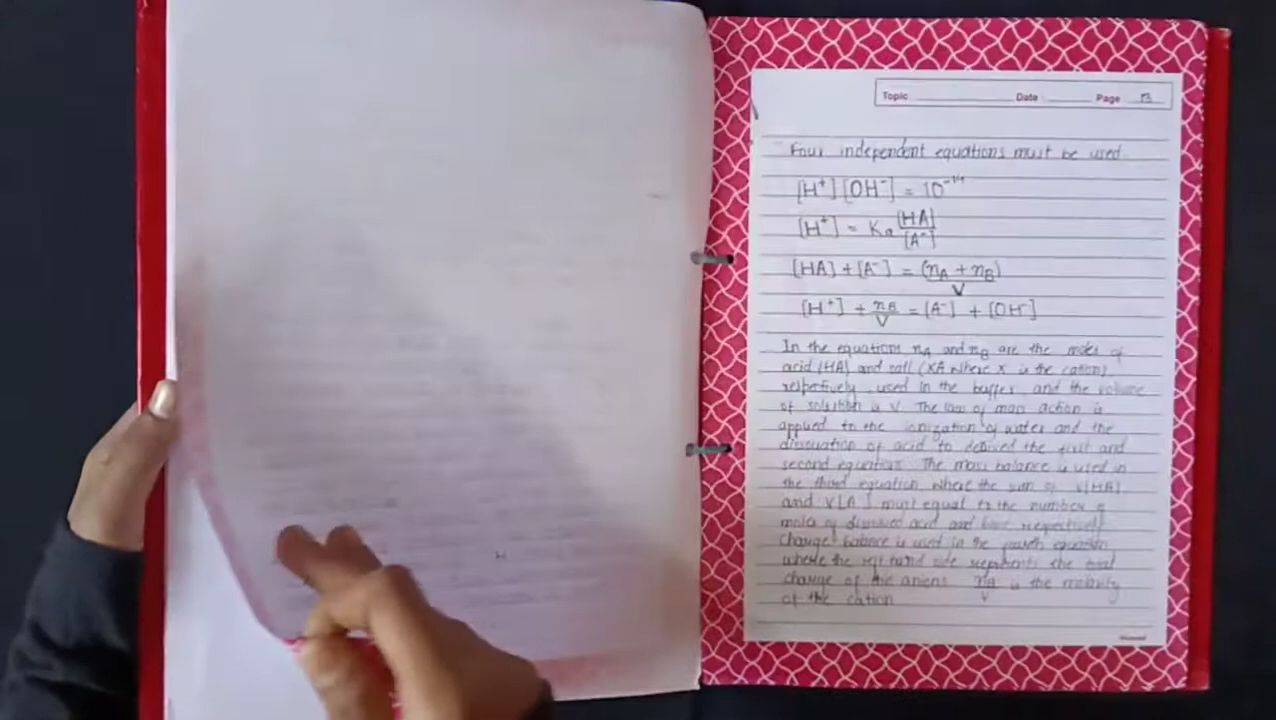 Topic Date Page 13
Four independent equations must be used.
[H⁺] [OH⁻] = 10⁻¹⁴
[H⁺] = Ka [HA]/[A⁻]
[HA] + [A⁻] = (nA + nB)/V
[H⁺] + nB/V = [A⁻] + [OH⁻]
In the equations, nA and nB are the moles of
acid (HA) and salt (XA where X is the cation)
respectively, used in the buffer, and the volume
of solution is V. The law of mass action is
applied to the ionization of water and the
dissociation of acid to derived the first and
second equations. The mass balance is used in
the third equation where the sum of V[HA]
and V[A⁻] must equal to the number of
moles of dissolved acid and base respectively.
Charge balance is used in the fourth equation
where the left hand side represents the total
charge of the anions nB/V is the molarity
of the cation